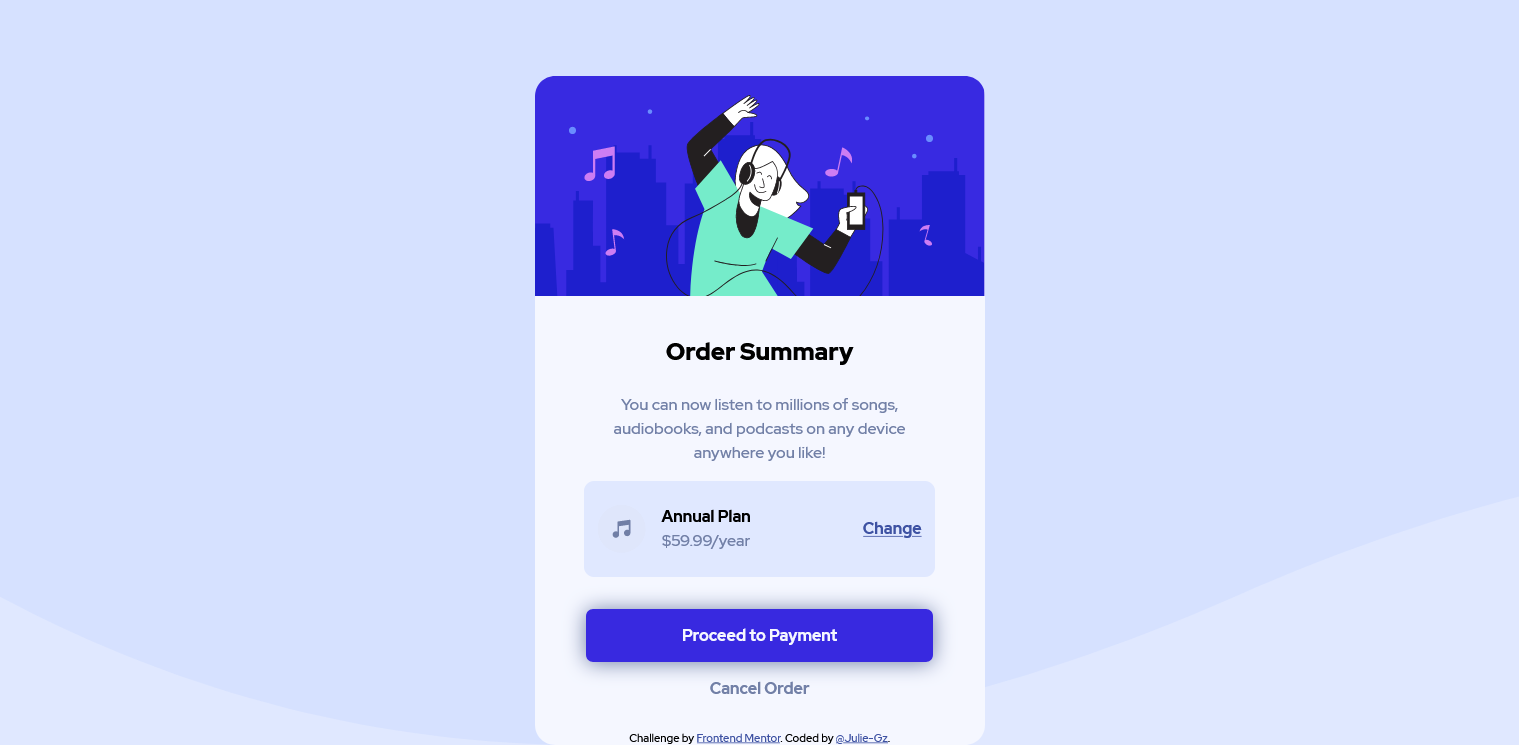 Order Summary
You can now listen to millions of songs,
audiobooks, and podcasts on any device
anywhere you like!
Annual Plan
$59.99/year
Change
Proceed to Payment
Cancel Order
Challenge by Frontend Mentor. Coded by @Julie-Gz.